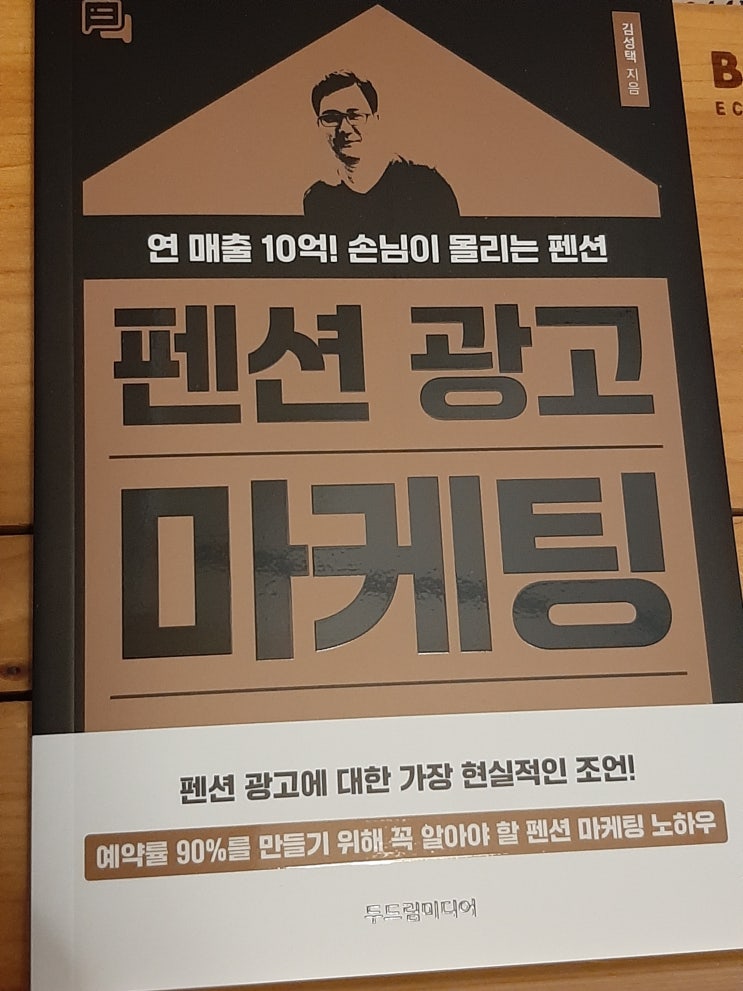 김성택 지음
연 매출 10억! 손님이 몰리는 펜션
펜션 광고
마케팅
펜션 광고에 대한 가장 현실적인 조언!
예약률 90%를 만들기 위해 꼭 알아야 할 펜션 마케팅 노하우
두드림미디어